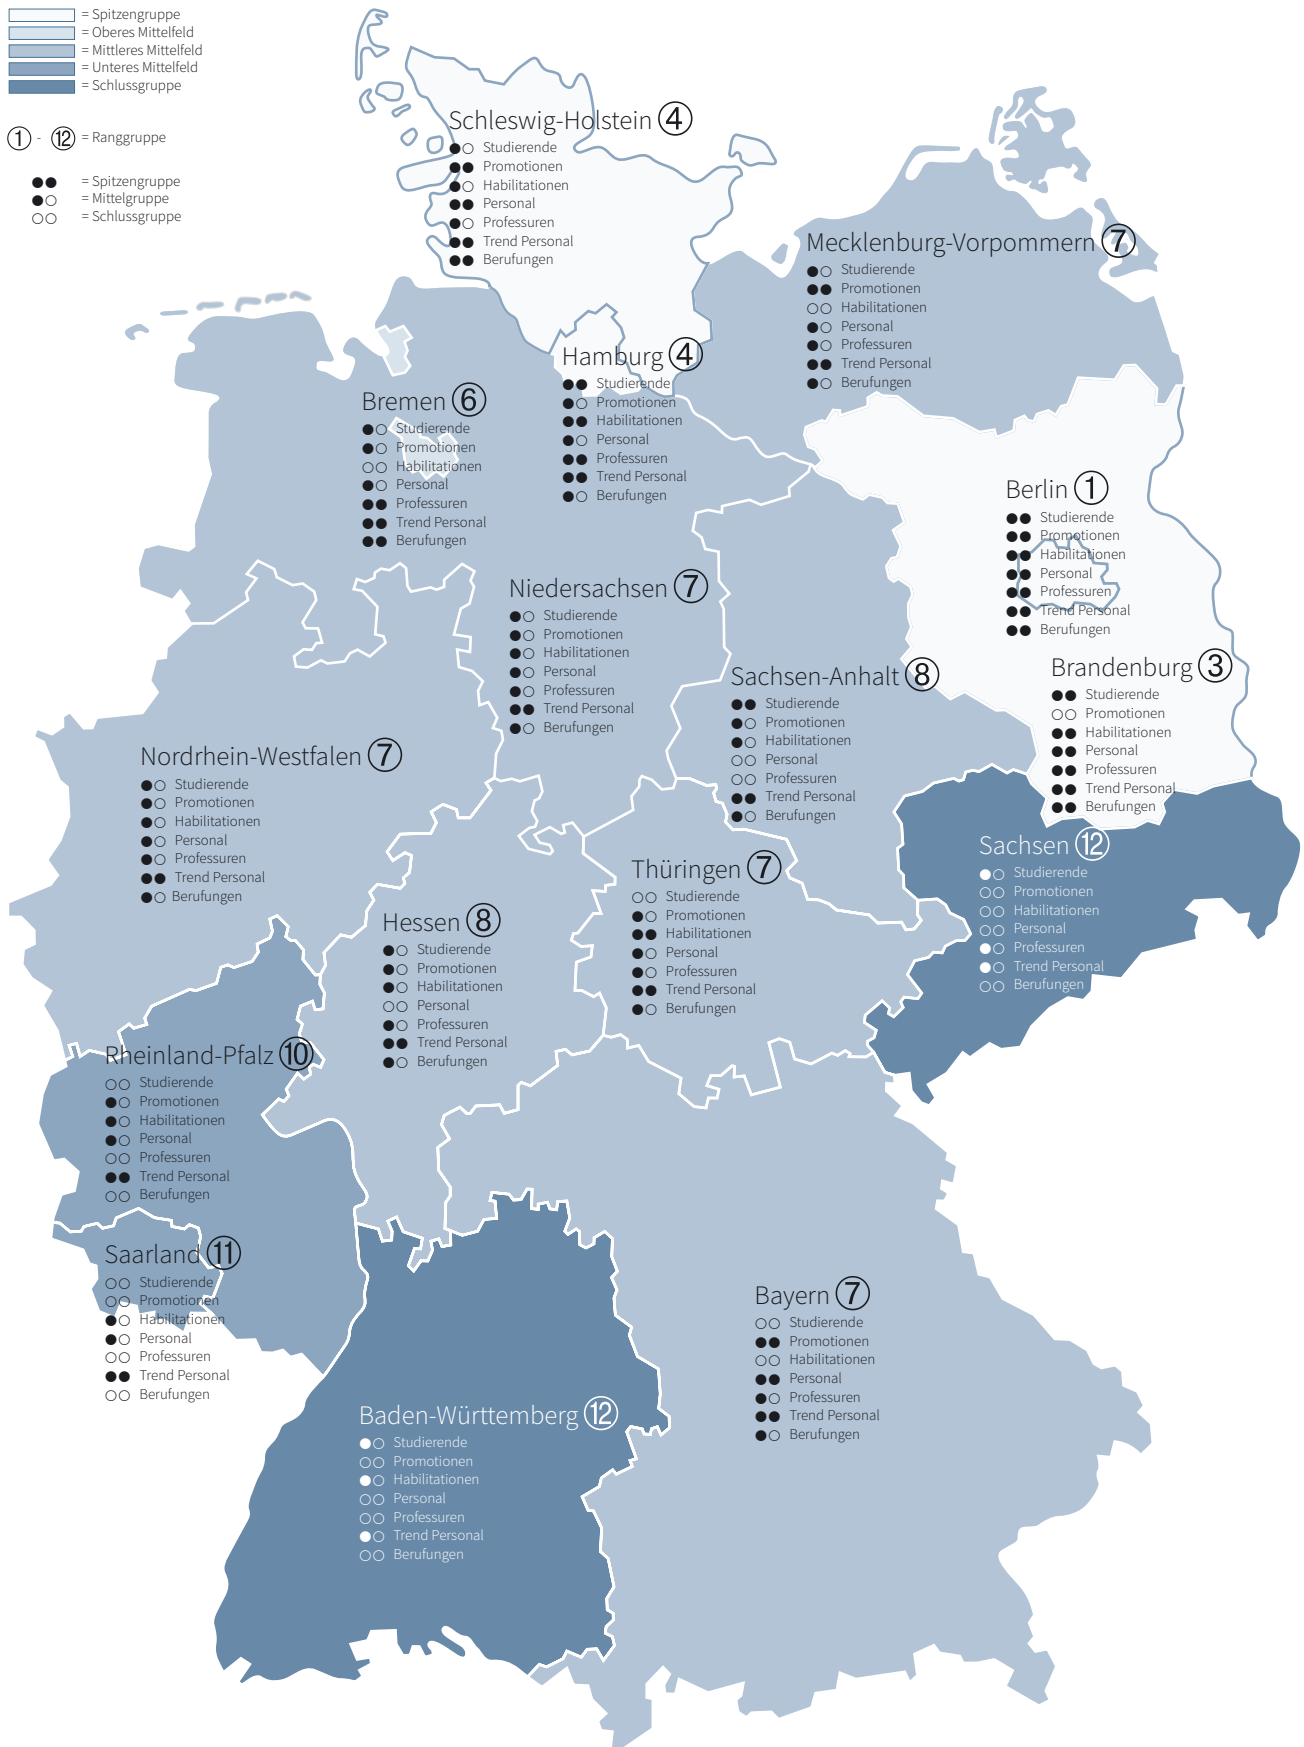 = Spitzengruppe
= Oberes Mittelfeld
= Mittleres Mittelfeld
= Unteres Mittelfeld
= Schlussgruppe
① - ⑫ = Ranggruppe
●● = Spitzengruppe
●○ = Mittelgruppe
○○ = Schlussgruppe
Schleswig-Holstein ④
●○ Studierende
●● Promotionen
●○ Habilitationen
●● Personal
●○ Professuren
●● Trend Personal
●● Berufungen
Mecklenburg-Vorpommern ⑦
●○ Studierende
●● Promotionen
○○ Habilitationen
●○ Personal
●○ Professuren
●● Trend Personal
●○ Berufungen
Hamburg ④
●● Studierende
●○ Promotionen
●● Habilitationen
●○ Personal
●● Professuren
●● Trend Personal
●○ Berufungen
Bremen ⑥
●○ Studierende
●○ Promotionen
○○ Habilitationen
●○ Personal
●● Professuren
●● Trend Personal
●● Berufungen
Berlin ①
●● Studierende
●● Promotionen
●● Habilitationen
●● Personal
●● Professuren
●● Trend Personal
●● Berufungen
Niedersachsen ⑦
●○ Studierende
●○ Promotionen
●○ Habilitationen
●○ Personal
●○ Professuren
●● Trend Personal
●○ Berufungen
Brandenburg ③
●● Studierende
○○ Promotionen
●● Habilitationen
●● Personal
●● Professuren
●● Trend Personal
●● Berufungen
Sachsen-Anhalt ⑧
●● Studierende
●○ Promotionen
●○ Habilitationen
○○ Personal
○○ Professuren
●● Trend Personal
●○ Berufungen
Nordrhein-Westfalen ⑦
●○ Studierende
●○ Promotionen
●○ Habilitationen
●○ Personal
●○ Professuren
●● Trend Personal
●○ Berufungen
Sachsen ⑫
●○ Studierende
○○ Promotionen
○○ Habilitationen
○○ Personal
●○ Professuren
●○ Trend Personal
○○ Berufungen
Thüringen ⑦
○○ Studierende
●○ Promotionen
●● Habilitationen
●○ Personal
●○ Professuren
●● Trend Personal
●○ Berufungen
Hessen ⑧
●○ Studierende
●○ Promotionen
●○ Habilitationen
○○ Personal
●○ Professuren
●● Trend Personal
●○ Berufungen
Rheinland-Pfalz ⑩
○○ Studierende
●○ Promotionen
●○ Habilitationen
●○ Personal
○○ Professuren
●● Trend Personal
○○ Berufungen
Saarland ⑪
○○ Studierende
○○ Promotionen
●○ Habilitationen
●○ Personal
○○ Professuren
●● Trend Personal
○○ Berufungen
Bayern ⑦
○○ Studierende
●● Promotionen
○○ Habilitationen
●● Personal
●○ Professuren
●● Trend Personal
●○ Berufungen
Baden-Württemberg ⑫
●○ Studierende
○○ Promotionen
●○ Habilitationen
○○ Personal
○○ Professuren
●○ Trend Personal
○○ Berufungen